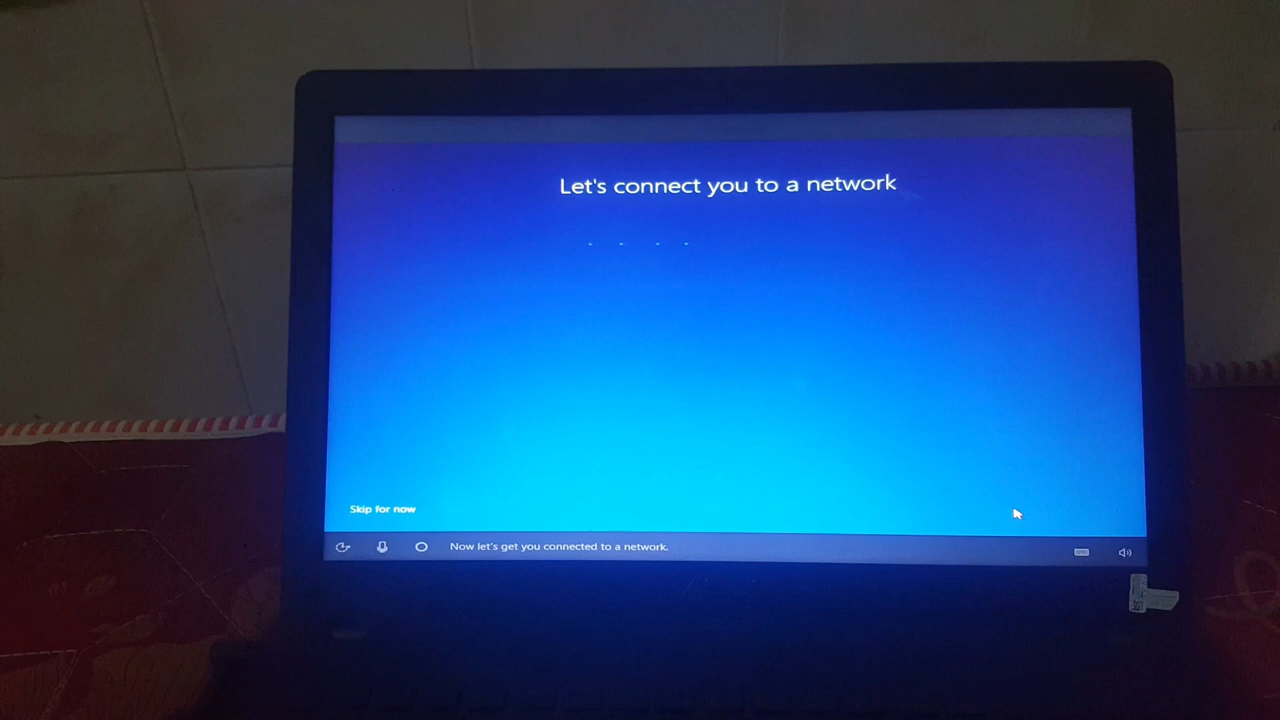 Let's connect you to a network
Skip for now
Now let's get you connected to a network.